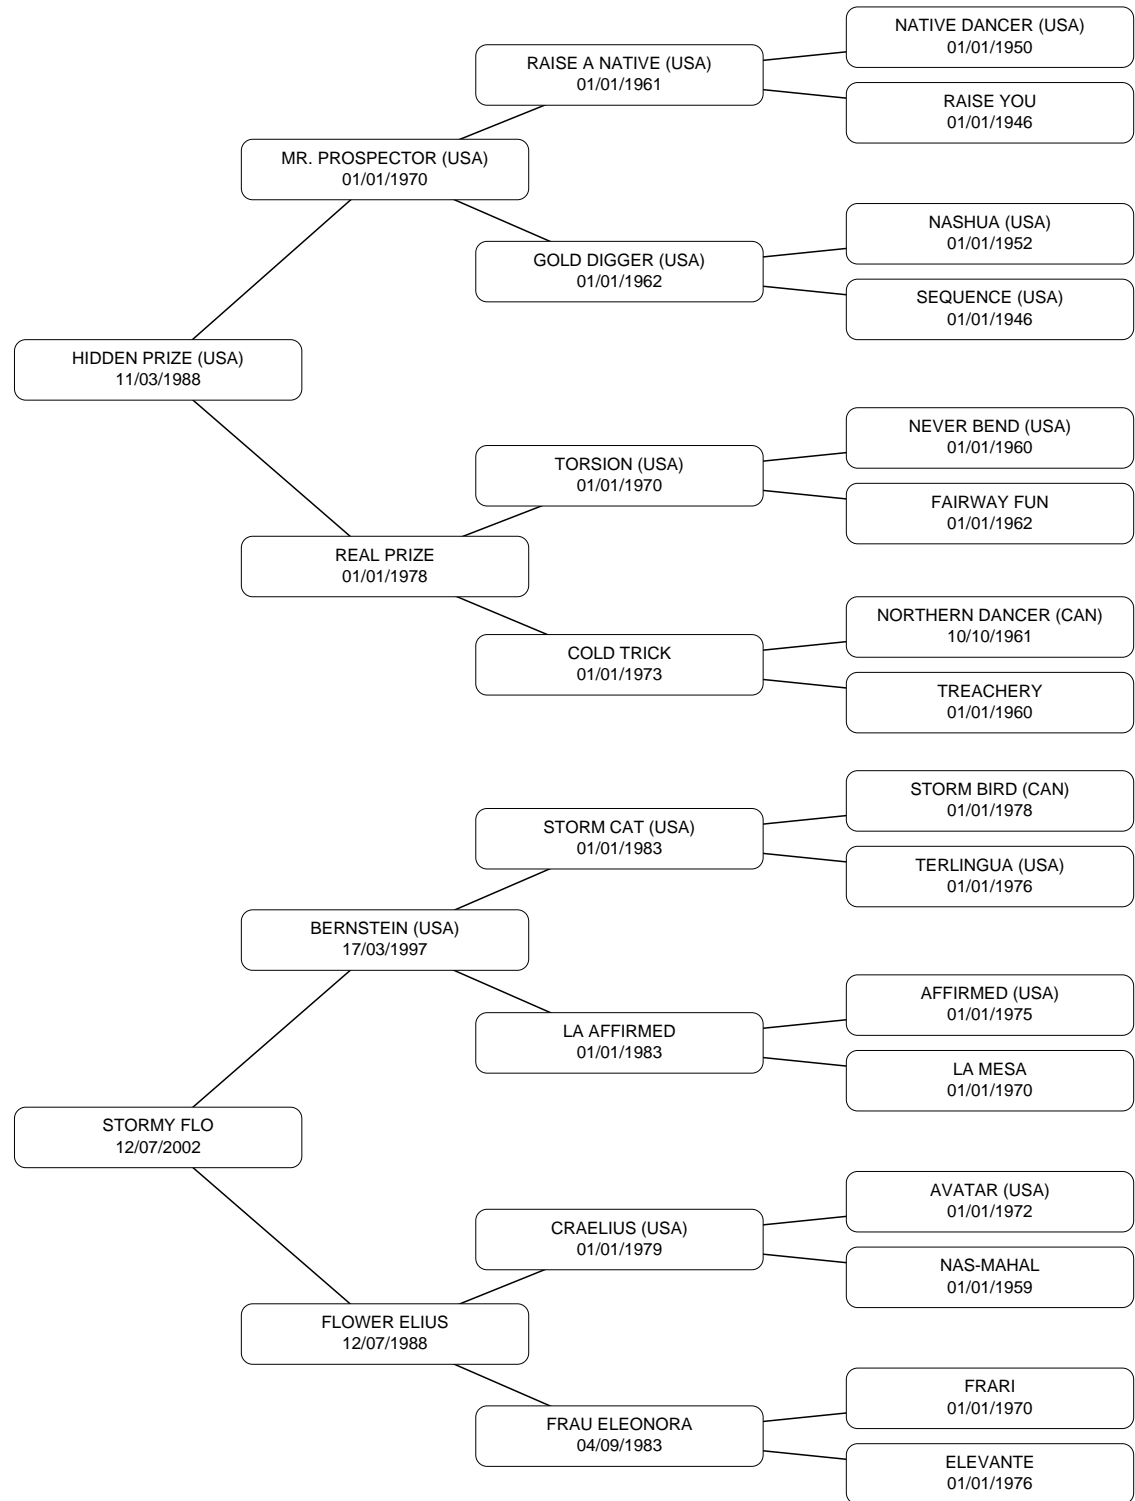 NATIVE DANCER (USA)
01/01/1950
RAISE A NATIVE (USA)
01/01/1961
RAISE YOU
01/01/1946
MR. PROSPECTOR (USA)
01/01/1970
NASHUA (USA)
01/01/1952
GOLD DIGGER (USA)
01/01/1962
SEQUENCE (USA)
01/01/1946
HIDDEN PRIZE (USA)
11/03/1988
NEVER BEND (USA)
01/01/1960
TORSION (USA)
01/01/1970
FAIRWAY FUN
01/01/1962
REAL PRIZE
01/01/1978
NORTHERN DANCER (CAN)
10/10/1961
COLD TRICK
01/01/1973
TREACHERY
01/01/1960
STORM BIRD (CAN)
01/01/1978
STORM CAT (USA)
01/01/1983
TERLINGUA (USA)
01/01/1976
BERNSTEIN (USA)
17/03/1997
AFFIRMED (USA)
01/01/1975
LA AFFIRMED
01/01/1983
LA MESA
01/01/1970
STORMY FLO
12/07/2002
AVATAR (USA)
01/01/1972
CRAELIUS (USA)
01/01/1979
NAS-MAHAL
01/01/1959
FLOWER ELIUS
12/07/1988
FRARI
01/01/1970
FRAU ELEONORA
04/09/1983
ELEVANTE
01/01/1976